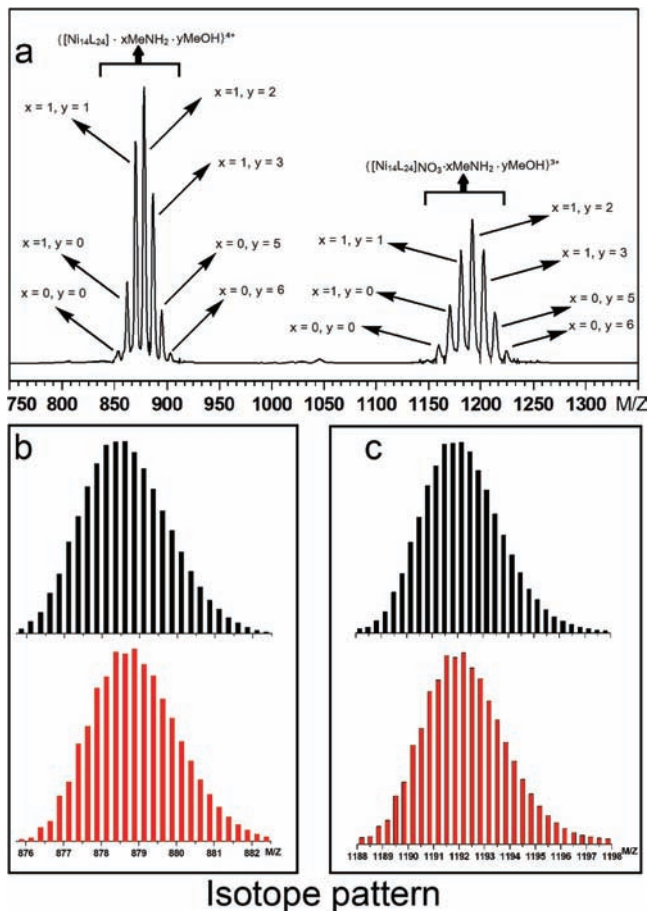 a
([Ni₁₄L₂₄] · xMeNH₂ · yMeOH)⁴⁺
x =1, y = 2
x = 1, y = 1
x = 1, y = 3
x =1, y = 0
x = 0, y = 5
x = 0, y = 0
x = 0, y = 6
([Ni₁₄L₂₄]NO₃·xMeNH₂ · yMeOH)³⁺
x =1, y = 2
x = 1, y = 1
x = 1, y = 3
x =1, y = 0
x = 0, y = 5
x = 0, y = 0
x = 0, y = 6
750 800 850 900 950 1000 1050 1100 1150 1200 1250 1300 M/Z
b
876 877 878 879 880 881 882 M/Z
c
1188 1189 1190 1191 1192 1193 1194 1195 1196 1197 1198 M/Z
Isotope pattern